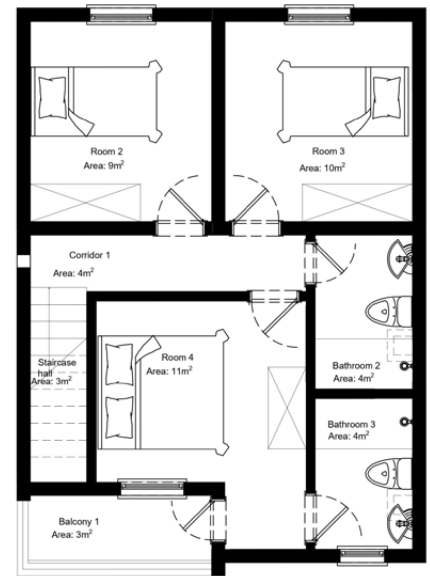 Room 2
Area: 9m²
Room 3
Area: 10m²
Corridor 1
Area: 4m²
Staircase
hall
Area: 3m²
Room 4
Area: 11m²
Bathroom 2
Area: 4m²
Bathroom 3
Area: 4m²
Balcony 1
Area: 3m²